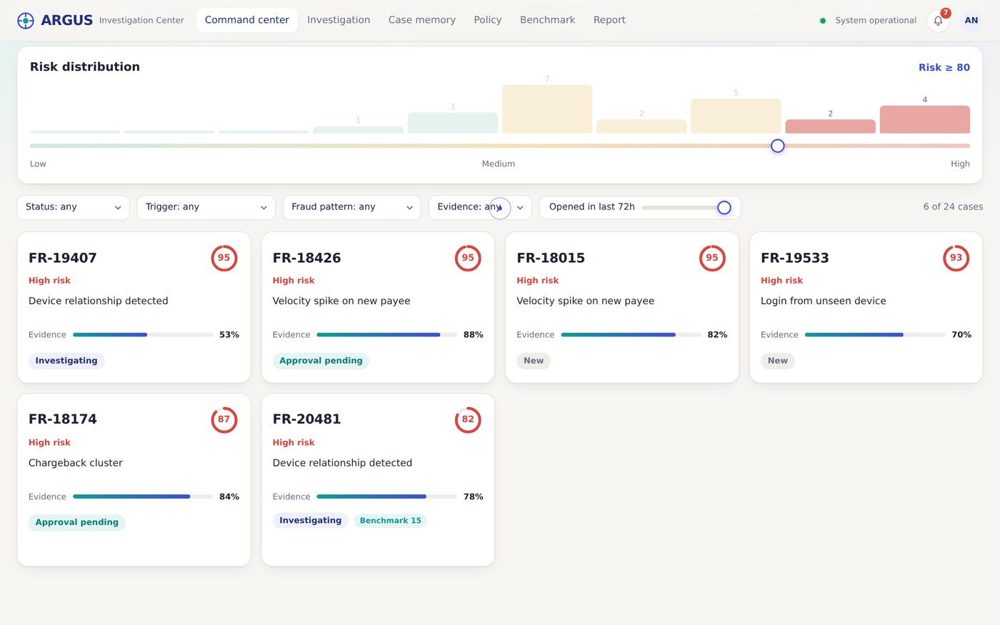 ARGUS Investigation Center Command center Investigation Case memory Policy Benchmark Report System operational 7 AN
Risk distribution Risk ≥ 80
1 3 7 2 5 2 4
Low Medium High
Status: any Trigger: any Fraud pattern: any Evidence: any Opened in last 72h 6 of 24 cases
FR-19407 95
High risk
Device relationship detected
Evidence 53%
Investigating
FR-18426 95
High risk
Velocity spike on new payee
Evidence 88%
Approval pending
FR-18015 95
High risk
Velocity spike on new payee
Evidence 82%
New
FR-19533 93
High risk
Login from unseen device
Evidence 70%
New
FR-18174 87
High risk
Chargeback cluster
Evidence 84%
Approval pending
FR-20481 82
High risk
Device relationship detected
Evidence 78%
Investigating Benchmark 15